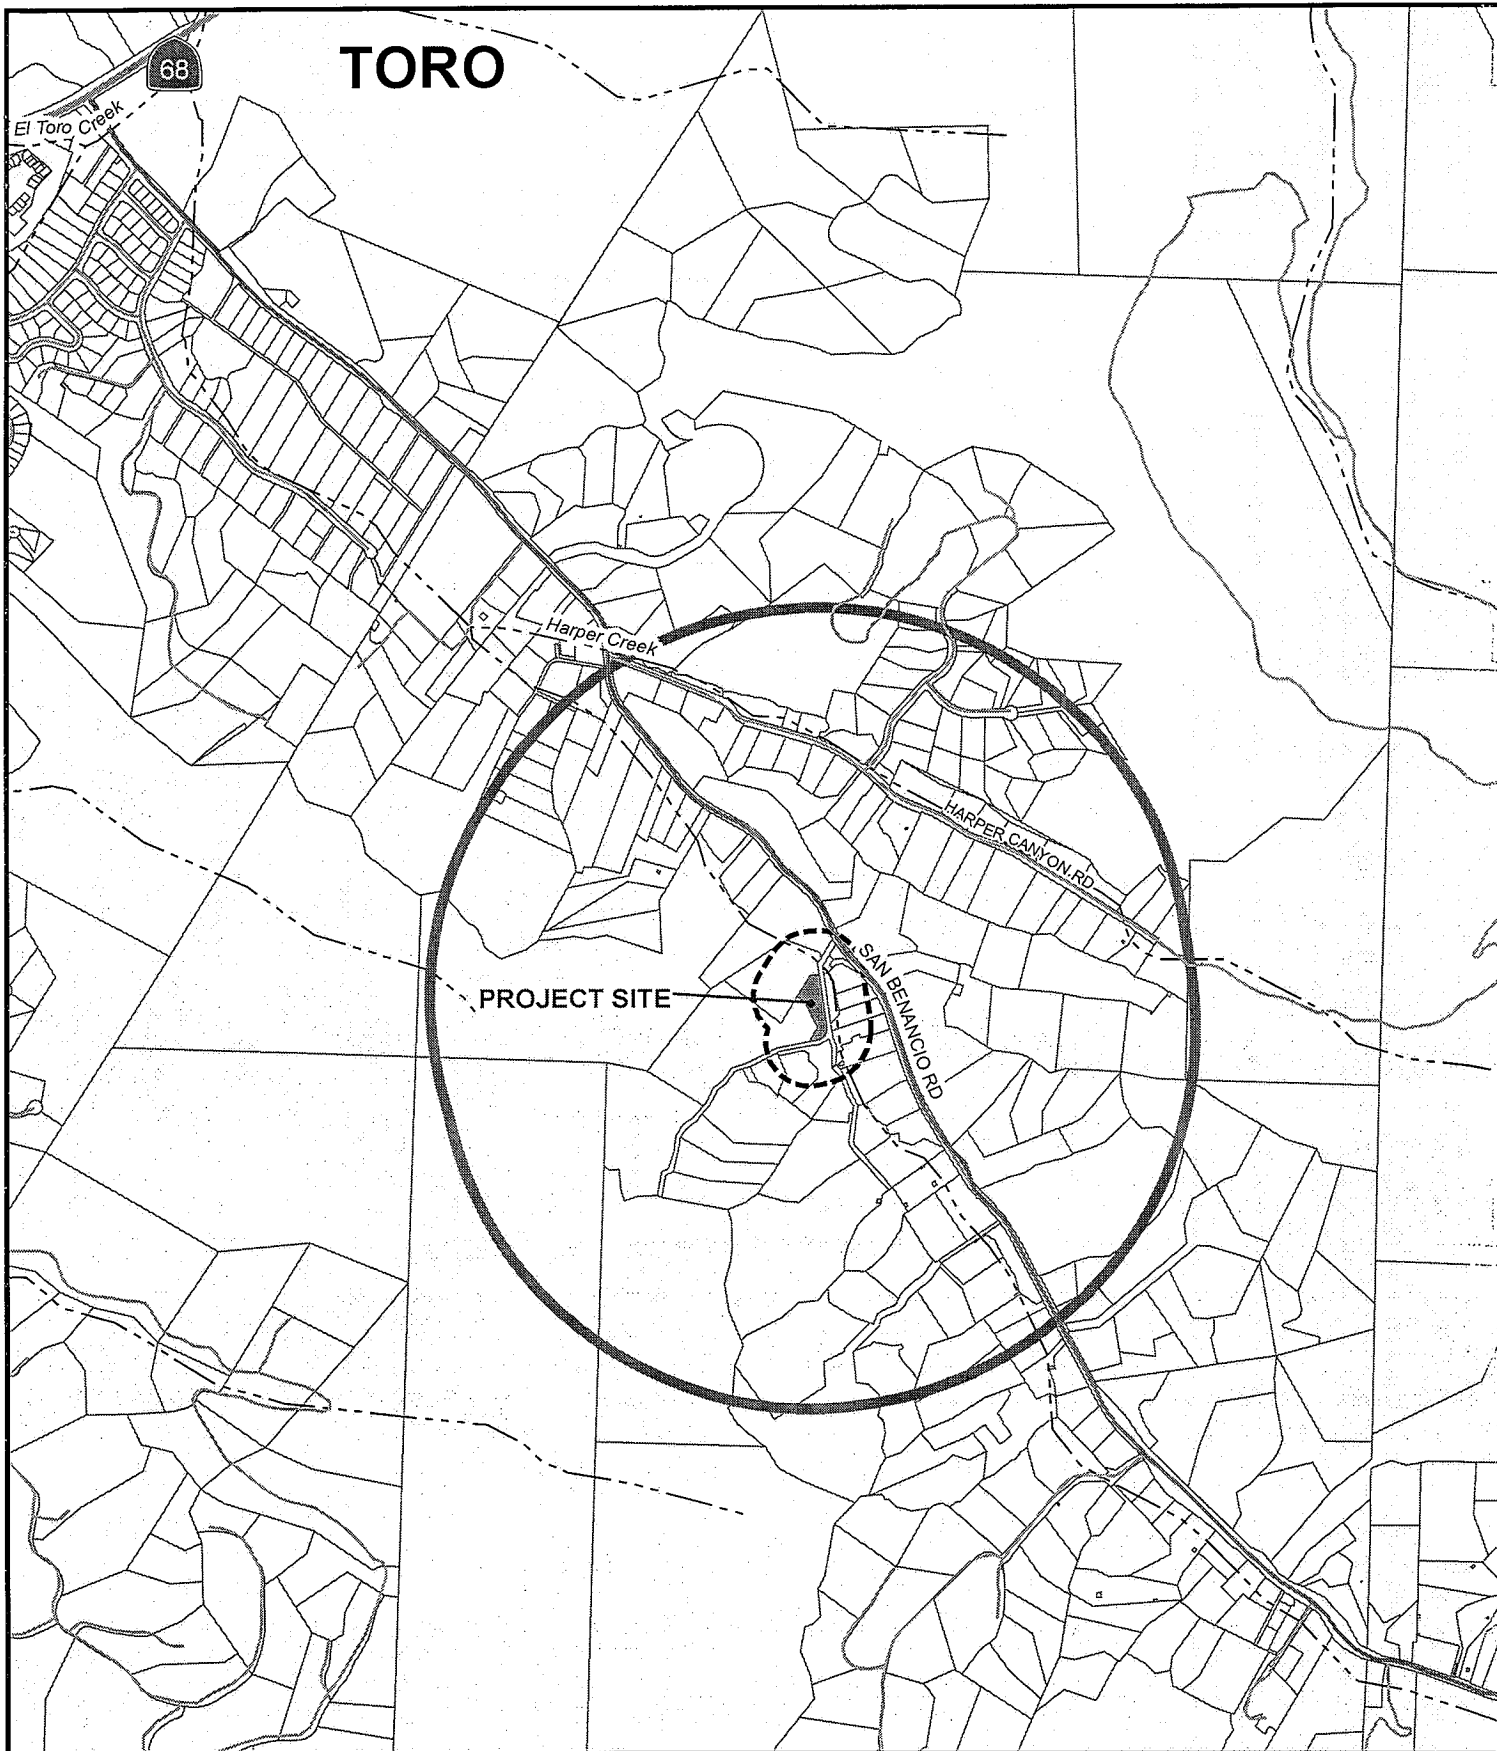 TORO
68
El Toro Creek
Harper Creek
HARPER CANYON RD
SAN BENANCIO RD
PROJECT SITE